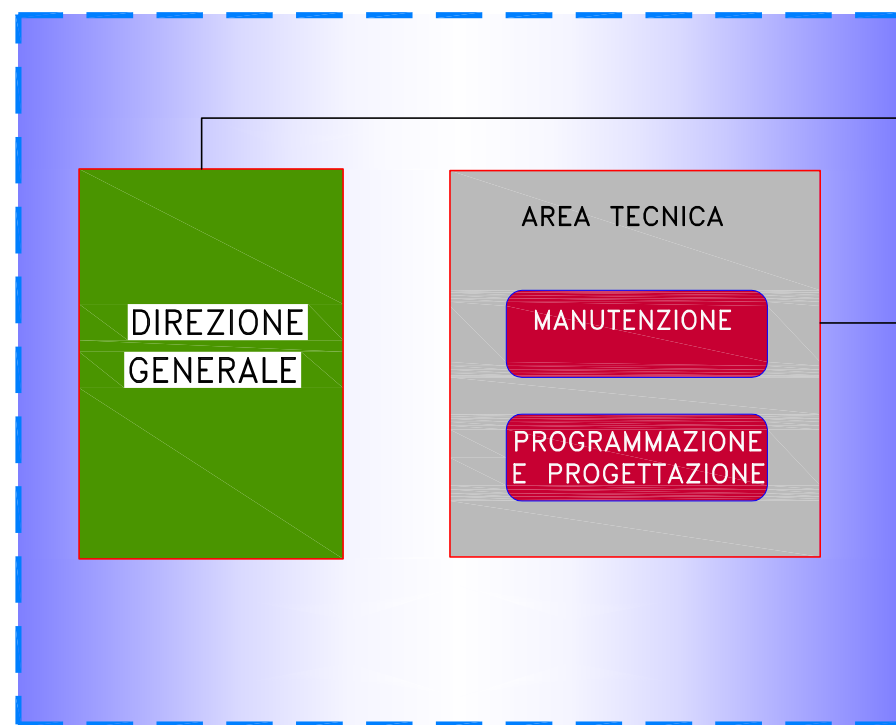 DIREZIONE
GENERALE
AREA TECNICA
MANUTENZIONE
PROGRAMMAZIONE
E PROGETTAZIONE